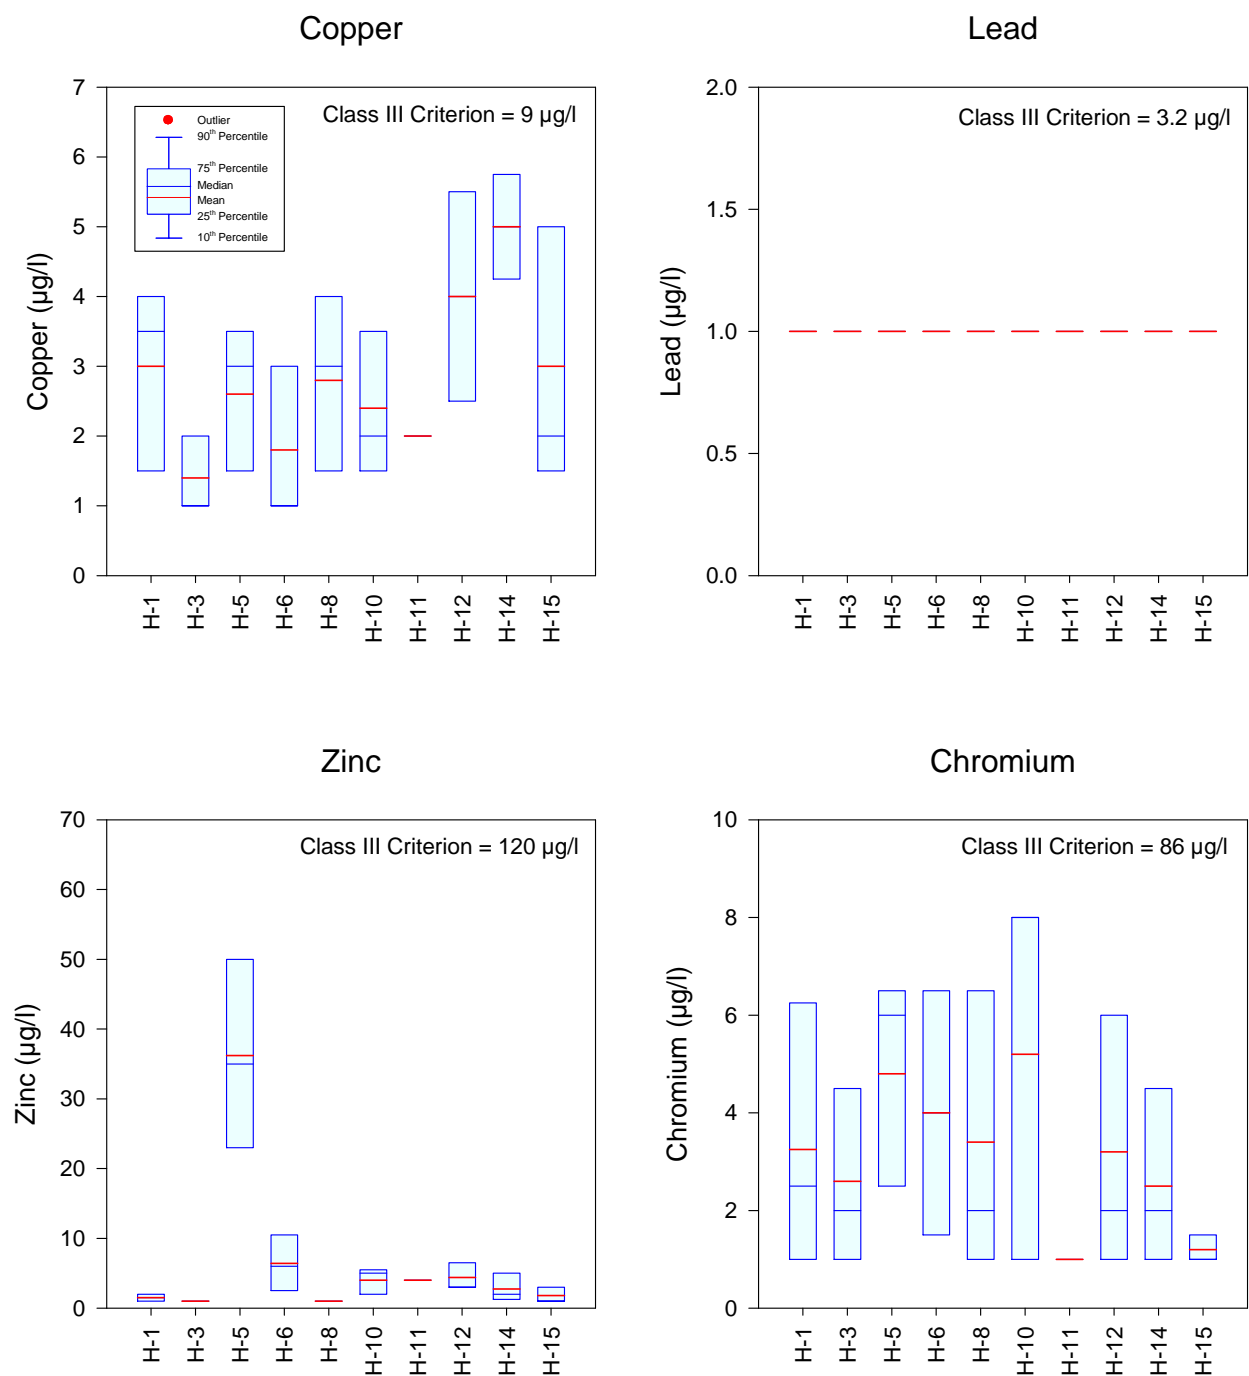 Copper
Lead
7
6
5
4
3
2
1
0
Copper (µg/l)
Class III Criterion = 9 µg/l
Outlier
90th Percentile
75th Percentile
Median
Mean
25th Percentile
10th Percentile
H-1
H-3
H-5
H-6
H-8
H-10
H-11
H-12
H-14
H-15
2.0
1.5
1.0
0.5
0.0
Lead (µg/l)
Class III Criterion = 3.2 µg/l
H-1
H-3
H-5
H-6
H-8
H-10
H-11
H-12
H-14
H-15
Zinc
Chromium
70
60
50
40
30
20
10
0
Zinc (µg/l)
Class III Criterion = 120 µg/l
H-1
H-3
H-5
H-6
H-8
H-10
H-11
H-12
H-14
H-15
10
8
6
4
2
0
Chromium (µg/l)
Class III Criterion = 86 µg/l
H-1
H-3
H-5
H-6
H-8
H-10
H-11
H-12
H-14
H-15